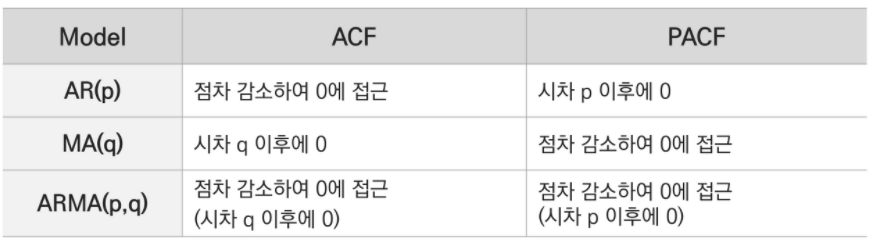 Model ACF PACF
AR(p) 점차 감소하여 0에 접근 시차 p 이후에 0
MA(q) 시차 q 이후에 0 점차 감소하여 0에 접근
ARMA(p,q) 점차 감소하여 0에 접근 점차 감소하여 0에 접근
(시차 q 이후에 0) (시차 p 이후에 0)